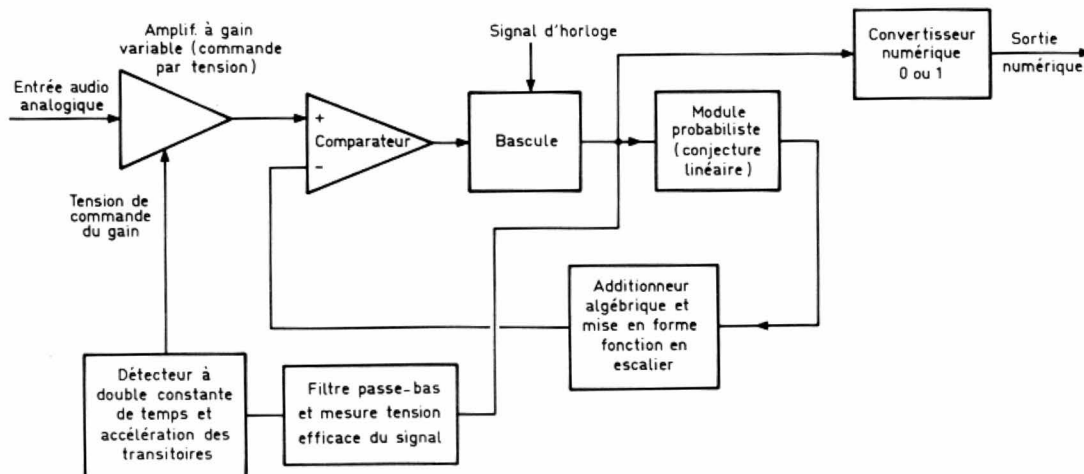 Amplif. à gain
variable (commande
par tension)
Entrée audio
analogique
Tension de
commande
du gain
+
Comparateur
−
Signal d'horloge
Bascule
Module
probabiliste
(conjecture
linéaire)
Convertisseur
numérique
0 ou 1
Sortie
numérique
Additionneur
algébrique et
mise en forme
fonction en
escalier
Filtre passe-bas
et mesure tension
efficace du signal
Détecteur à
double constante
de temps et
accélération des
transitoires